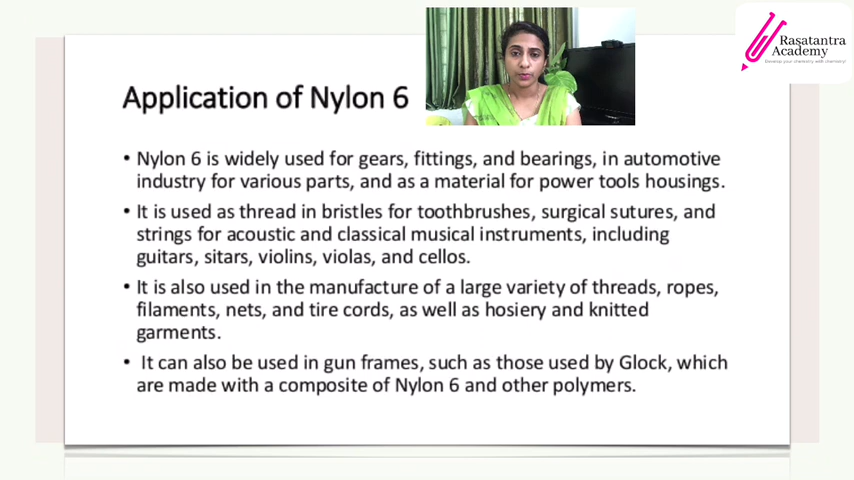 Rasatantra
Academy
Develop your chemistry with chemistry!
Application of Nylon 6
• Nylon 6 is widely used for gears, fittings, and bearings, in automotive
industry for various parts, and as a material for power tools housings.
• It is used as thread in bristles for toothbrushes, surgical sutures, and
strings for acoustic and classical musical instruments, including
guitars, sitars, violins, violas, and cellos.
• It is also used in the manufacture of a large variety of threads, ropes,
filaments, nets, and tire cords, as well as hosiery and knitted
garments.
• It can also be used in gun frames, such as those used by Glock, which
are made with a composite of Nylon 6 and other polymers.